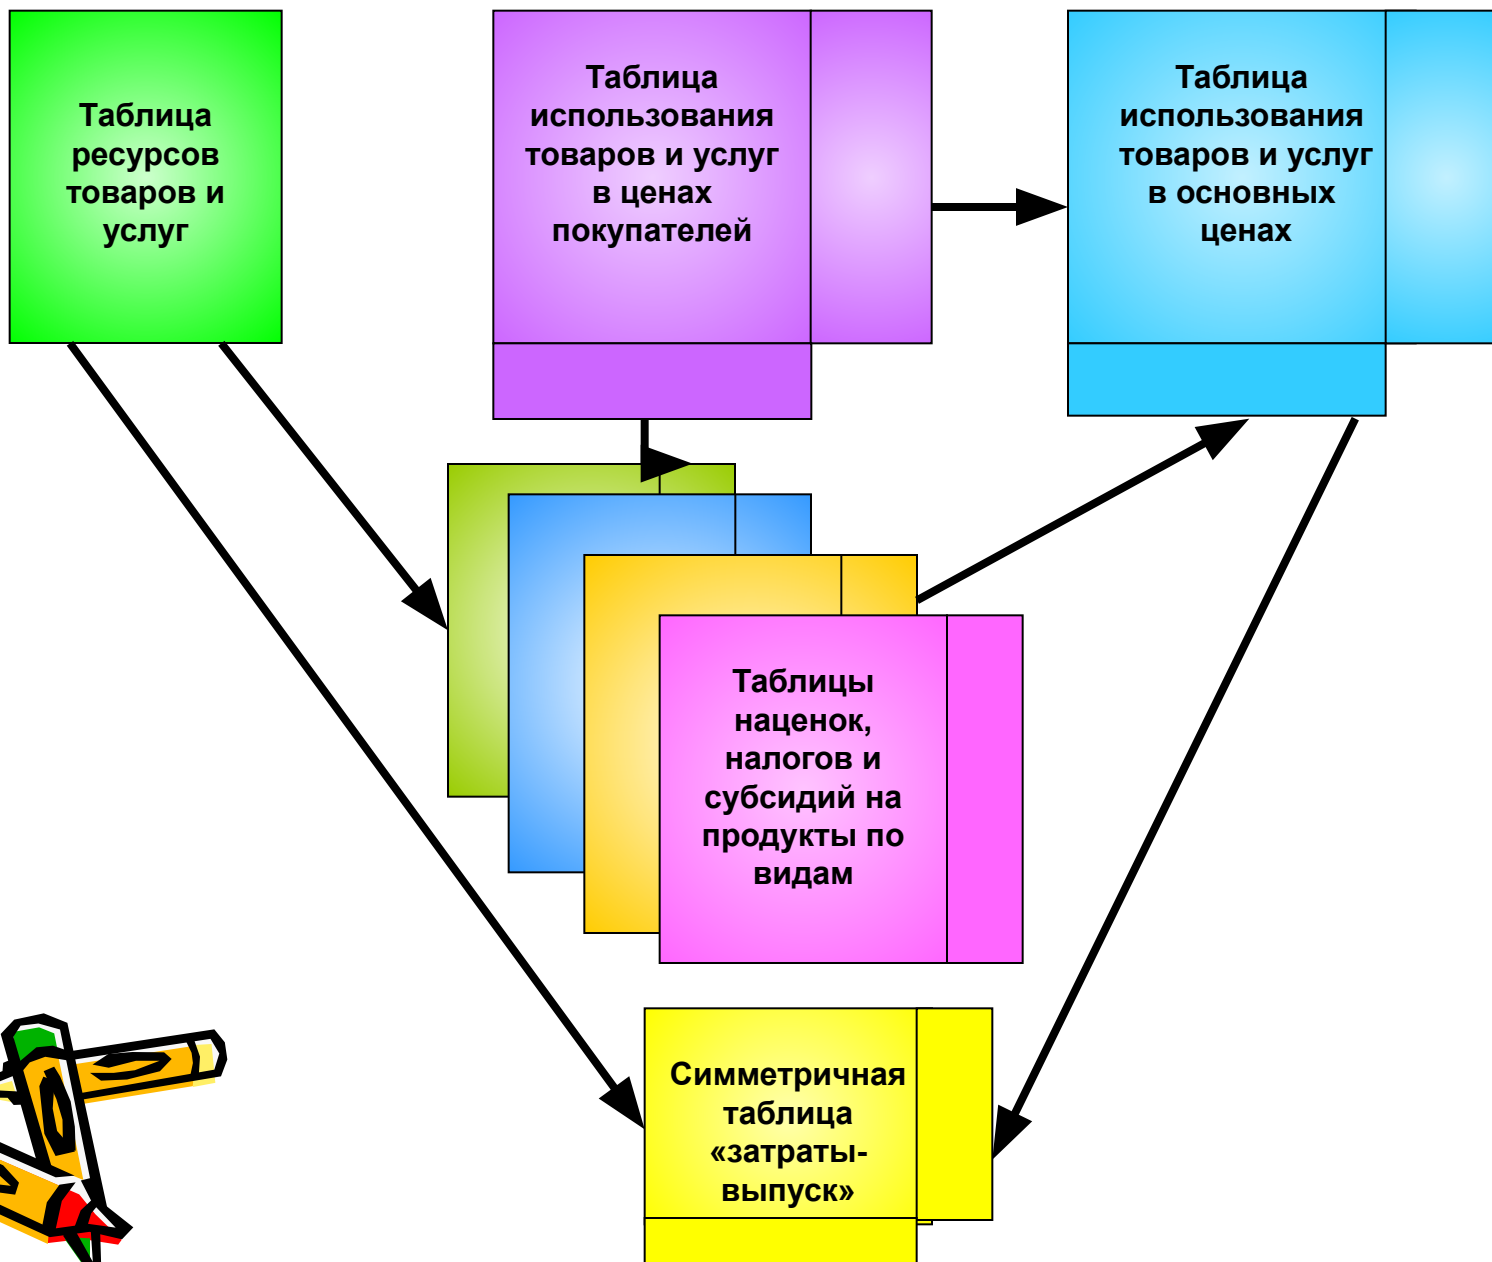 Таблица
ресурсов
товаров и
услуг
Таблица
использования
товаров и услуг
в ценах
покупателей
Таблица
использования
товаров и услуг
в основных
ценах
Таблицы
наценок,
налогов и
субсидий на
продукты по
видам
Симметричная
таблица
«затраты-
выпуск»